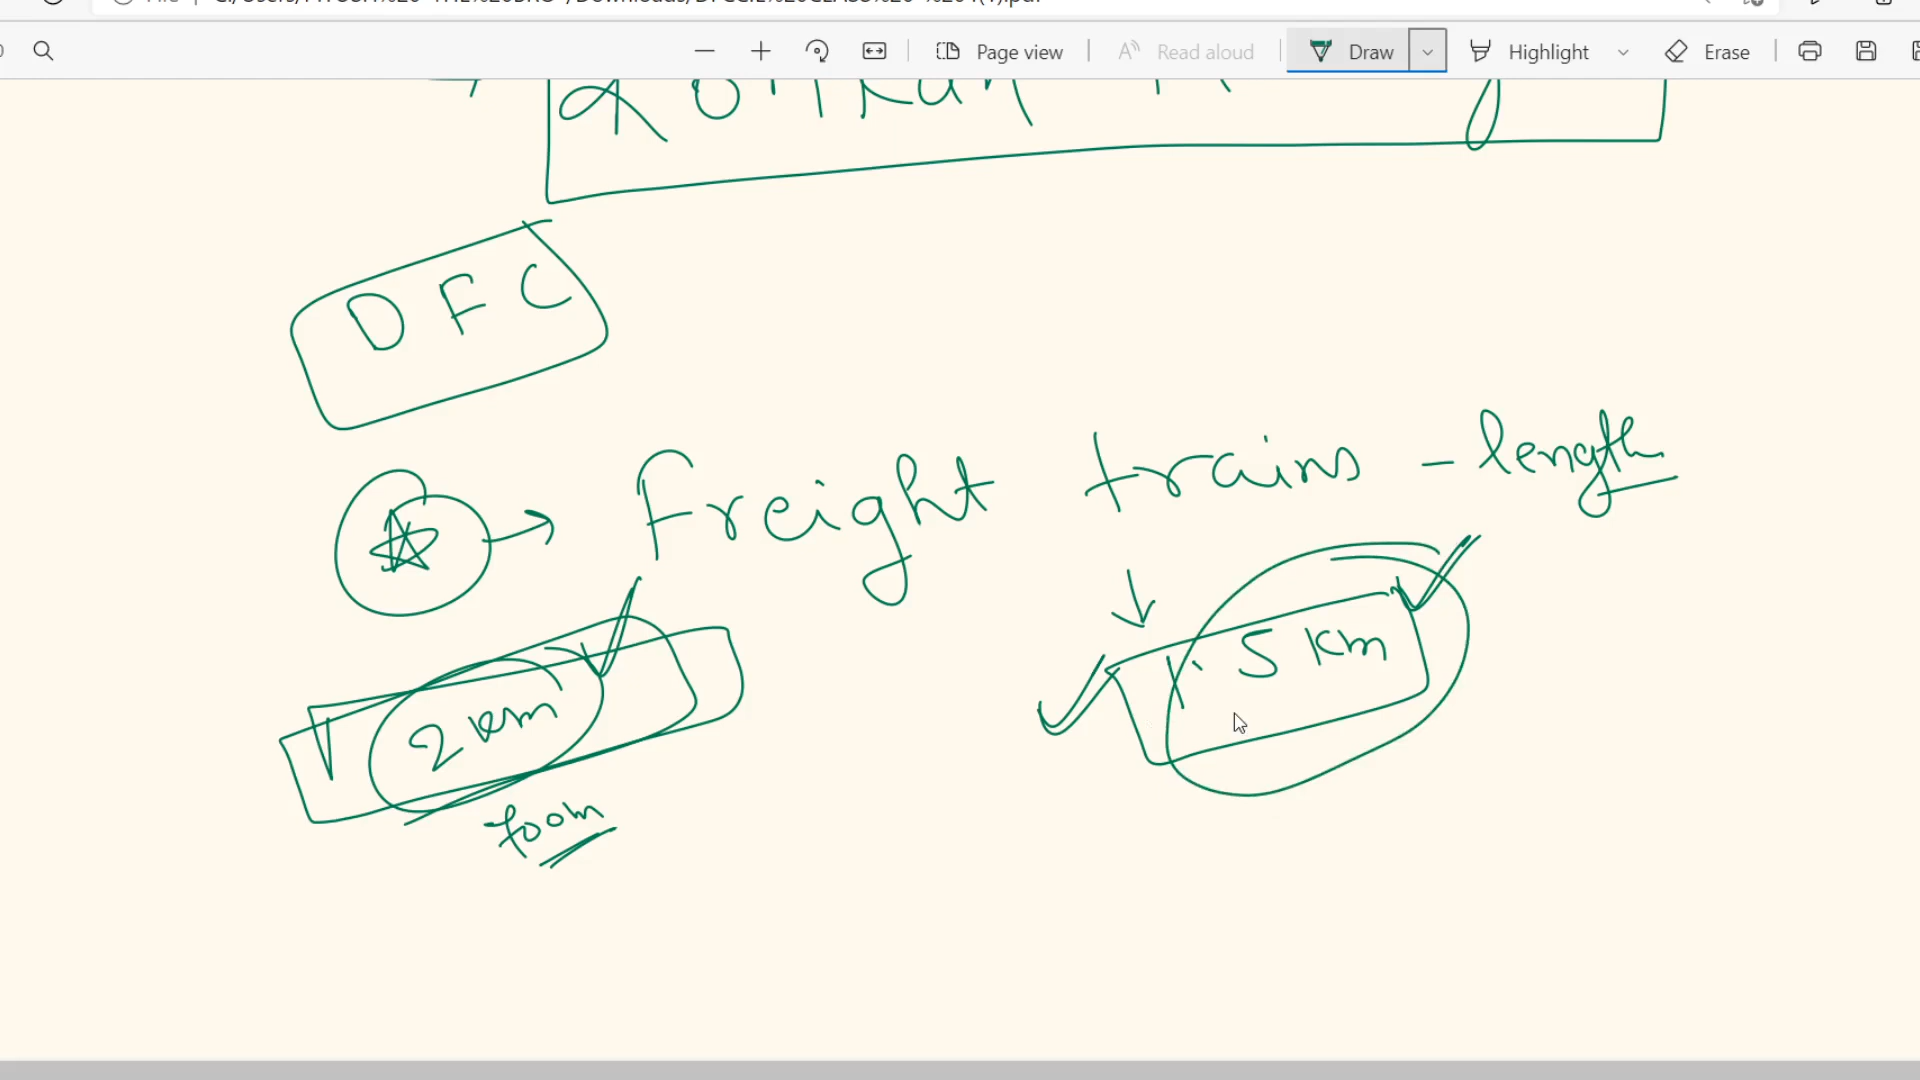 Page view
Read aloud
Draw
Highlight
Erase
DFC
freight trains - length
2 km
1.5 Km
700m